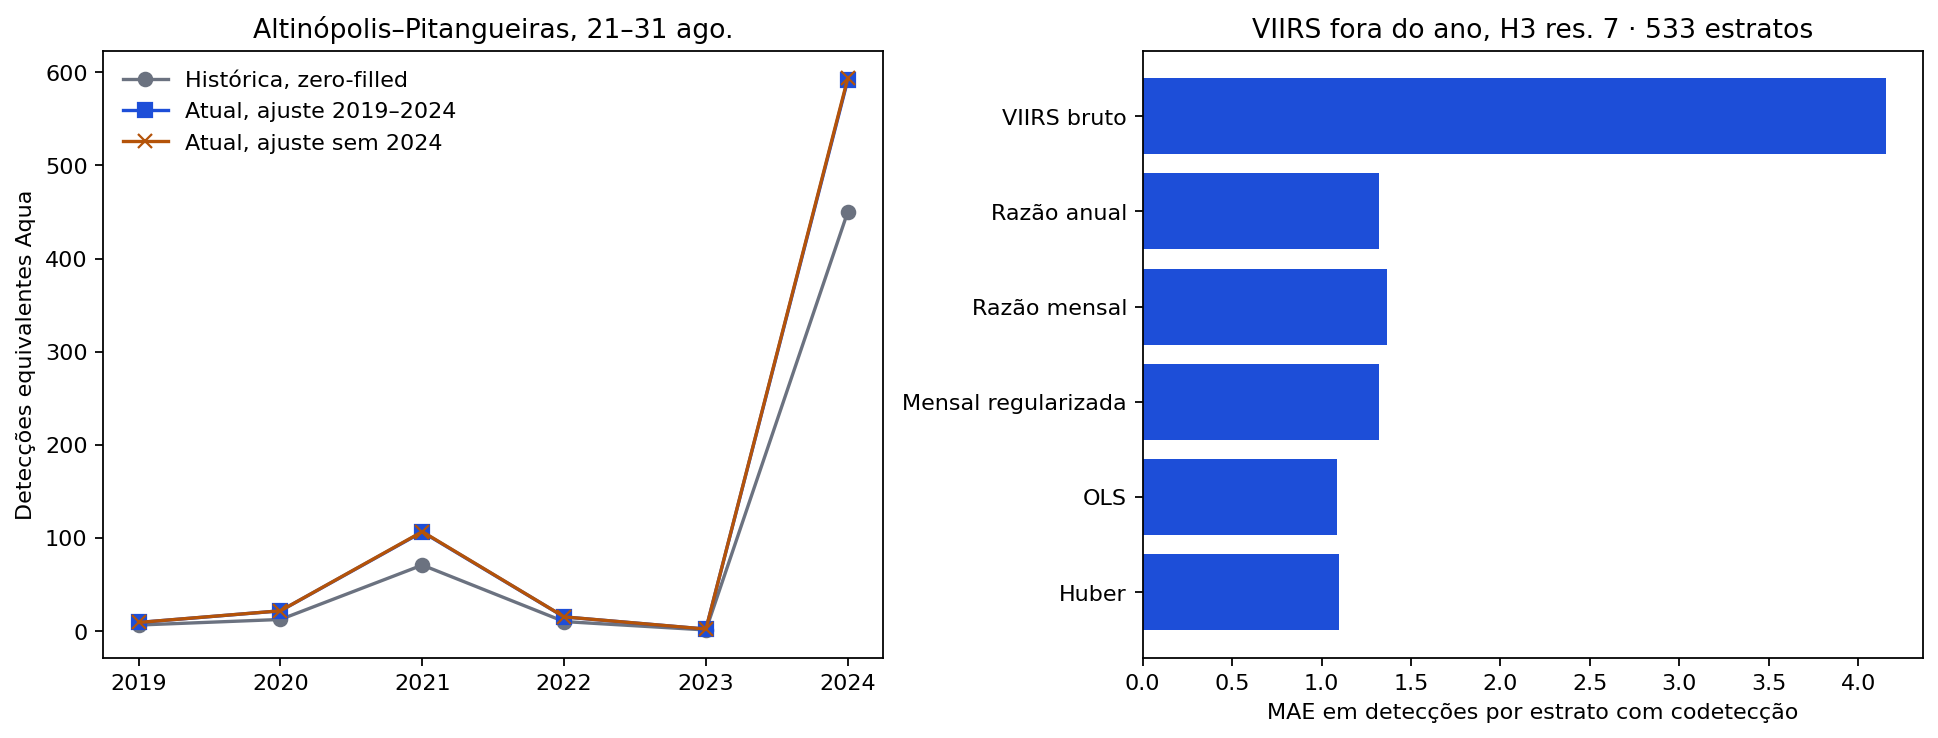 Altinópolis–Pitangueiras, 21–31 ago.
Histórica, zero-filled
Atual, ajuste 2019–2024
Atual, ajuste sem 2024
Detecções equivalentes Aqua
600
500
400
300
200
100
0
2019 2020 2021 2022 2023 2024
VIIRS fora do ano, H3 res. 7 · 533 estratos
VIIRS bruto
Razão anual
Razão mensal
Mensal regularizada
OLS
Huber
0.0 0.5 1.0 1.5 2.0 2.5 3.0 3.5 4.0
MAE em detecções por estrato com codetecção